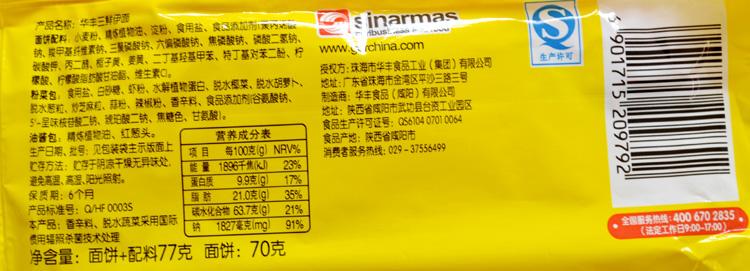 产品名称：华丰三鲜伊面
面饼配料：小麦粉、精炼植物油、淀粉、食用盐、食品添加剂(聚丙烯酸
钠、羧甲基纤维素钠、三聚磷酸钠、六偏磷酸钠、焦磷酸钠、磷酸二氢钠、
碳酸钾、丙二醇、栀子黄、姜黄、二丁基羟基甲苯、特丁基对苯二酚、柠
檬酸、柠檬酸脂肪酸甘油酯、维生素C)。
粉菜包：食用盐、白砂糖、虾粉、水解植物蛋白、脱水椰菜、脱水胡萝卜、
脱水葱粒、炒芝麻粒、蒜粉、辣椒粉、香辛料、食品添加剂(谷氨酸钠、
5'-呈味核苷酸二钠、琥珀酸二钠、焦糖色、甘氨酸)。
油酱包：精炼植物油、红葱头。
生产日期、批号：见包装袋主示版面上
贮存方法：贮存于阴凉干燥无异味处，
避免高温、高湿、阳光照射。
保质期：6个月
产品标准号：Q/HF 0003S
本产品：香辛料、脱水蔬菜采用国际
惯用辐照杀菌技术处理
净含量：面饼+配料77克 面饼：70克
营养成分表
项目 每100克(g) NRV%
能量 1896千焦(kJ) 23%
蛋白质 9.9克(g) 17%
脂肪 21.0克(g) 35%
碳水化合物 63.7克(g) 21%
钠 1827毫克(mg) 91%
sinarmas
授权方：珠海市华丰食品工业（集团）有限公司
地址：广东省珠海市金湾区平沙三路三号
制造商：华丰食品（咸阳）有限公司
地址：陕西省咸阳市武功县台资工业园区
食品生产许可证号：QS6104 0701 0064
食品产地：陕西省咸阳市
消费者服务热线：029-37556499
生产许可
6 901715 209792
全国服务热线：400 670 2835
（法定工作日9:00-17:00）